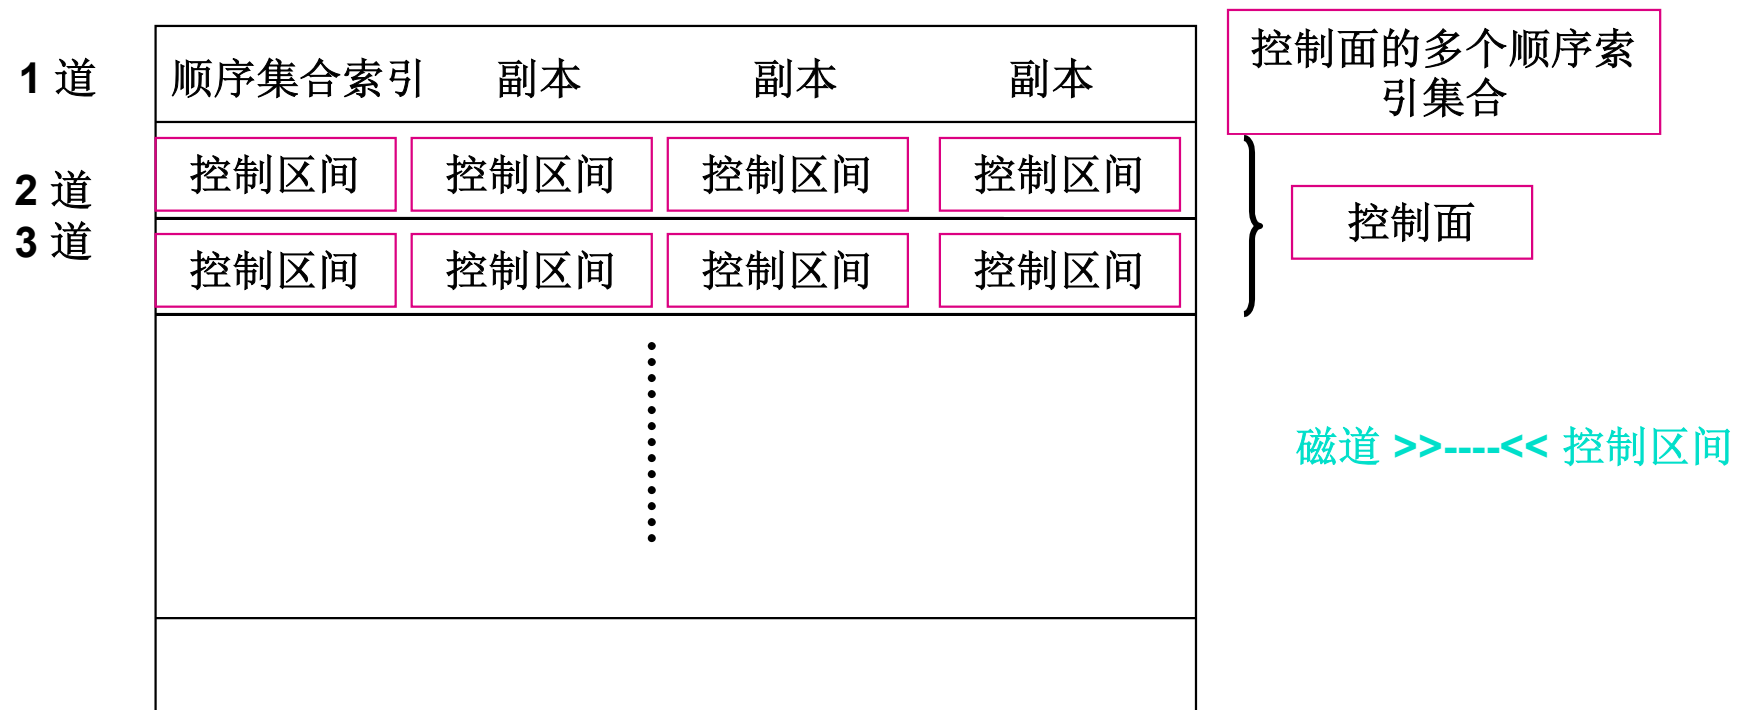 1 道 顺序集合索引 副本 副本 副本
控制面的多个顺序索
引集合
2 道 控制区间 控制区间 控制区间 控制区间
控制面
3 道 控制区间 控制区间 控制区间 控制区间
磁道 >>----<< 控制区间